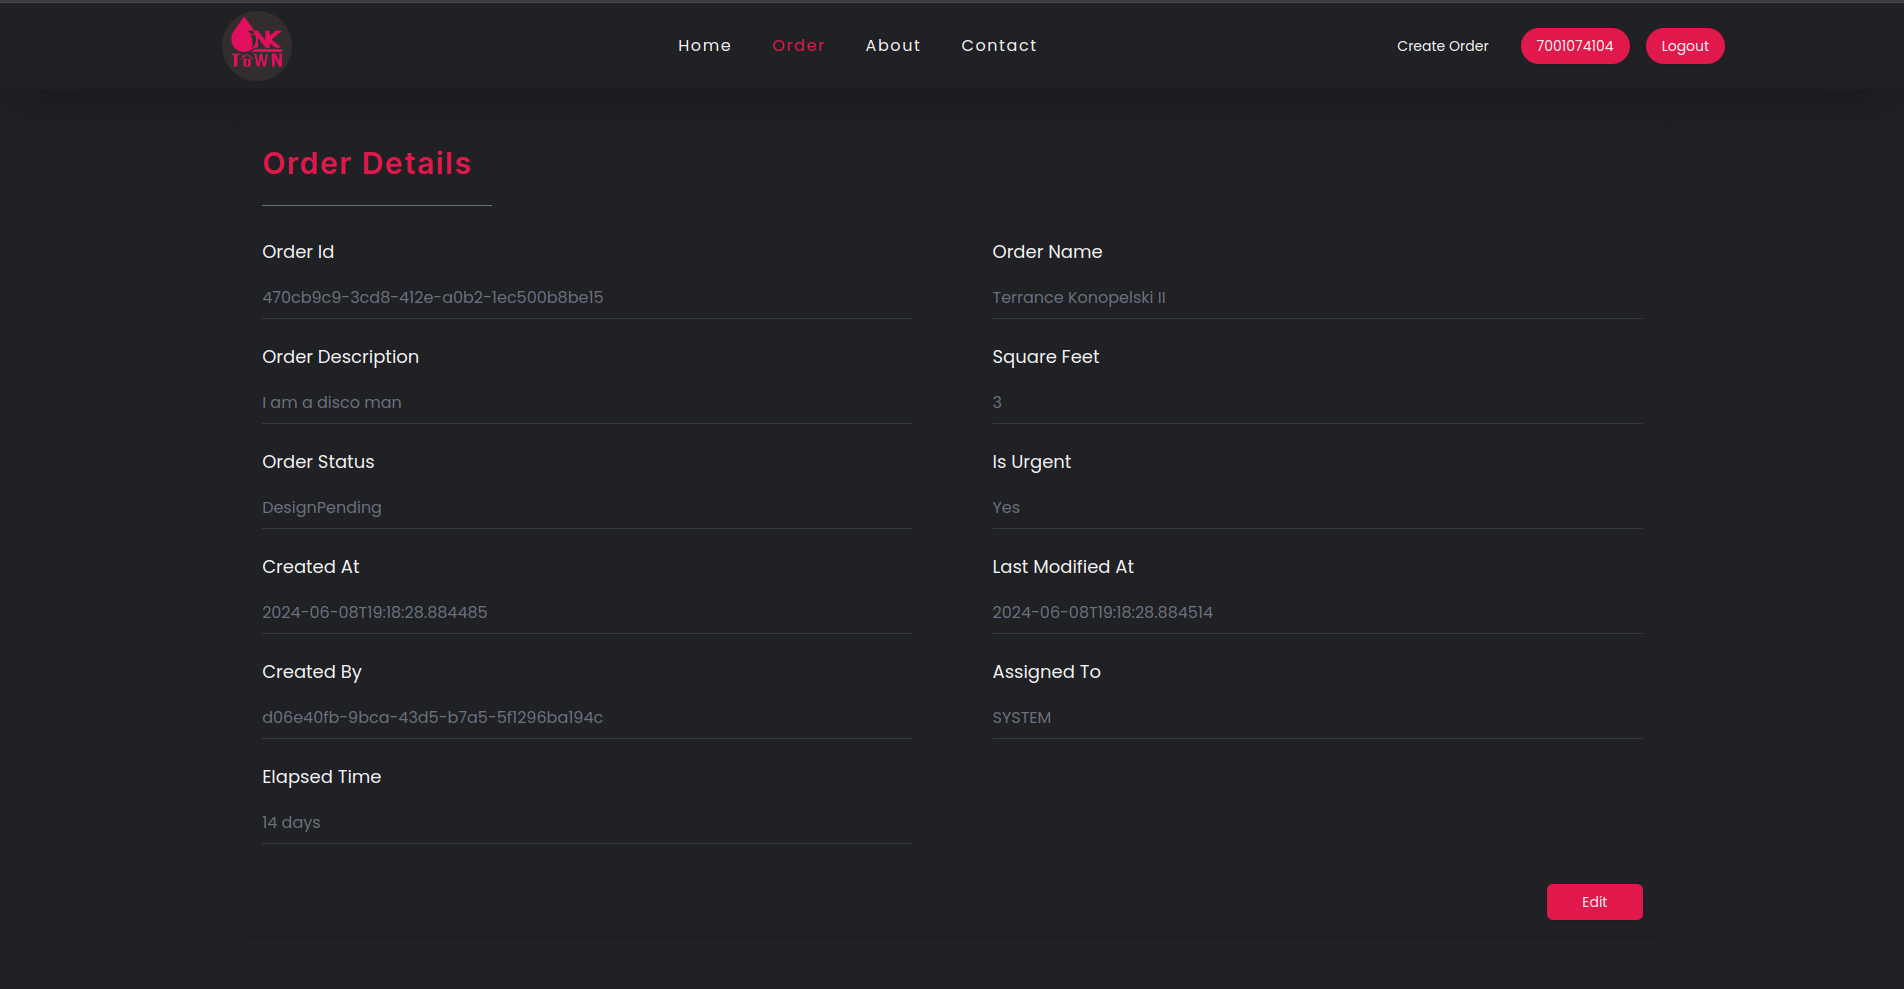 INK
TOWN
Home Order About Contact Create Order 7001074104 Logout
Order Details
Order Id Order Name
470cb9c9-3cd8-412e-a0b2-1ec500b8be15 Terrance Konopelski II
Order Description Square Feet
I am a disco man 3
Order Status Is Urgent
DesignPending Yes
Created At Last Modified At
2024-06-08T19:18:28.884485 2024-06-08T19:18:28.884514
Created By Assigned To
d06e40fb-9bca-43d5-b7a5-5f1296ba194c SYSTEM
Elapsed Time
14 days
Edit